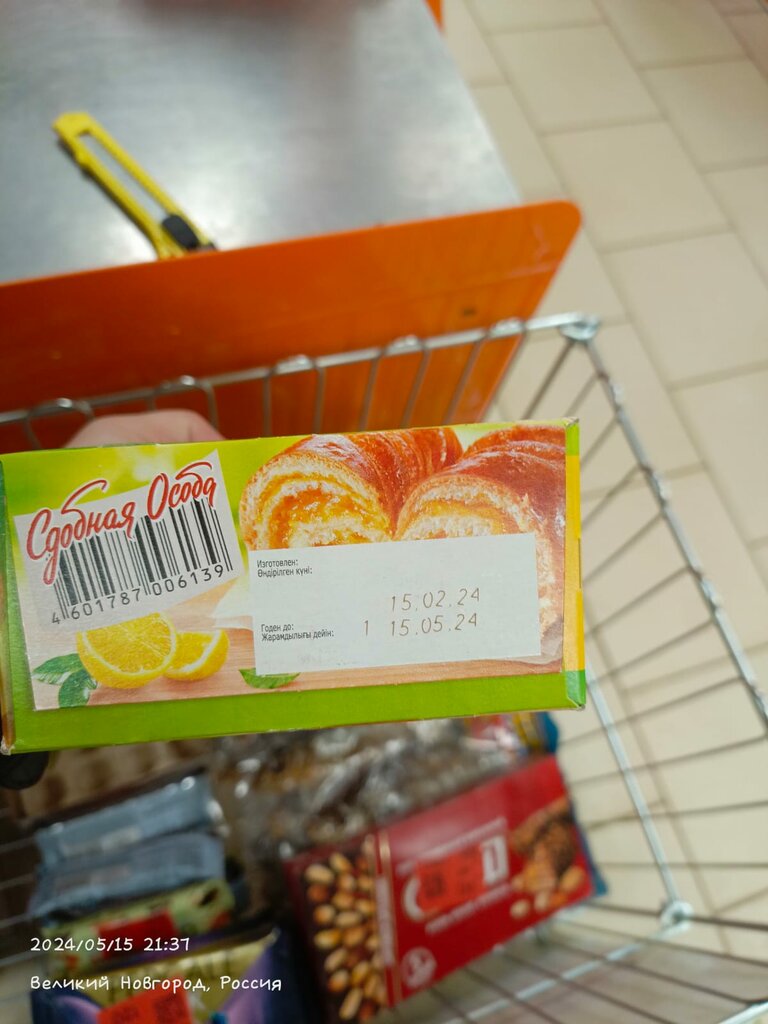 Сдобная Особа
4 601787 006139
Изготовлен:
Өндірілген күні:
15.02.24
Годен до:
Жарамдылығы дейін:
1 15.05.24
2024/05/15 21:37
Великий Новгород, Россия